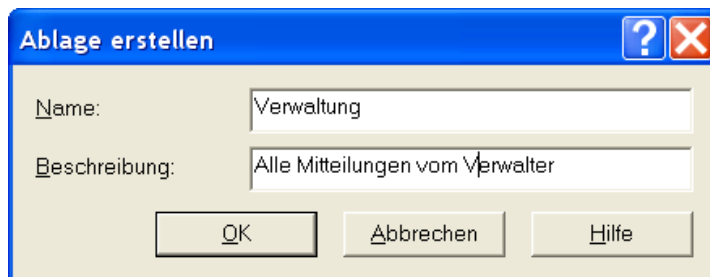 Ablage erstellen
Name: Verwaltung
Beschreibung: Alle Mitteilungen vom Verwalter
OK Abbrechen Hilfe